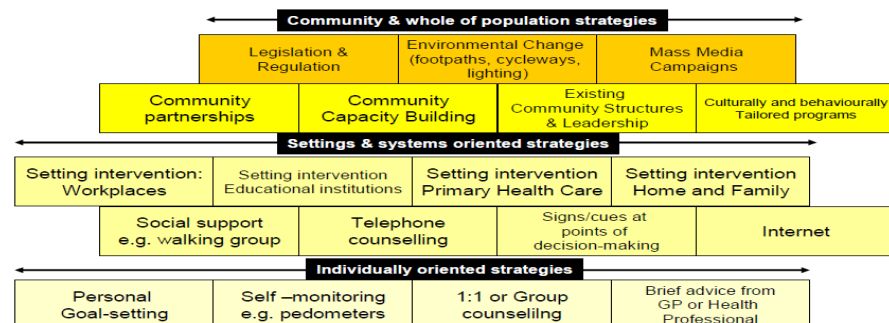 Community & whole of population strategies
Legislation &
Regulation
Environmental Change
(footpaths, cycleways,
lighting)
Mass Media
Campaigns
Community
partnerships
Community
Capacity Building
Existing
Community Structures
& Leadership
Culturally and behaviourally
Tailored programs
Settings & systems oriented strategies
Setting intervention:
Workplaces
Setting intervention
Educational institutions
Setting intervention
Primary Health Care
Setting intervention
Home and Family
Social support
e.g. walking group
Telephone
counselling
Signs/cues at
points of
decision-making
Internet
Individually oriented strategies
Personal
Goal-setting
Self –monitoring
e.g. pedometers
1:1 or Group
counseliing
Brief advice from
GP or Health
Professional